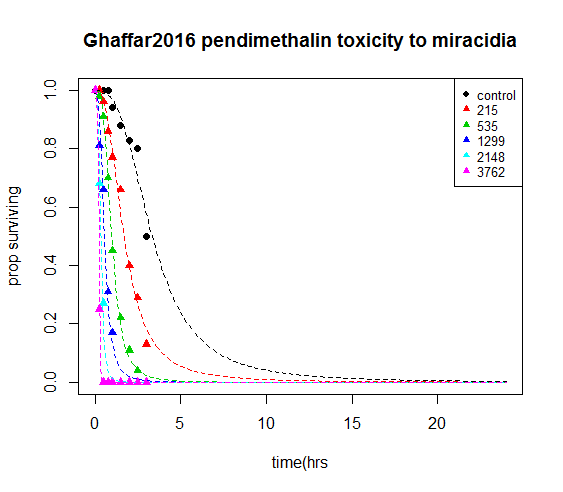 Ghaffar2016 pendimethalin toxicity to miracidia
control
215
535
1299
2148
3762
prop surviving
1.0
0.8
0.6
0.4
0.2
0.0
0 5 10 15 20
time(hrs